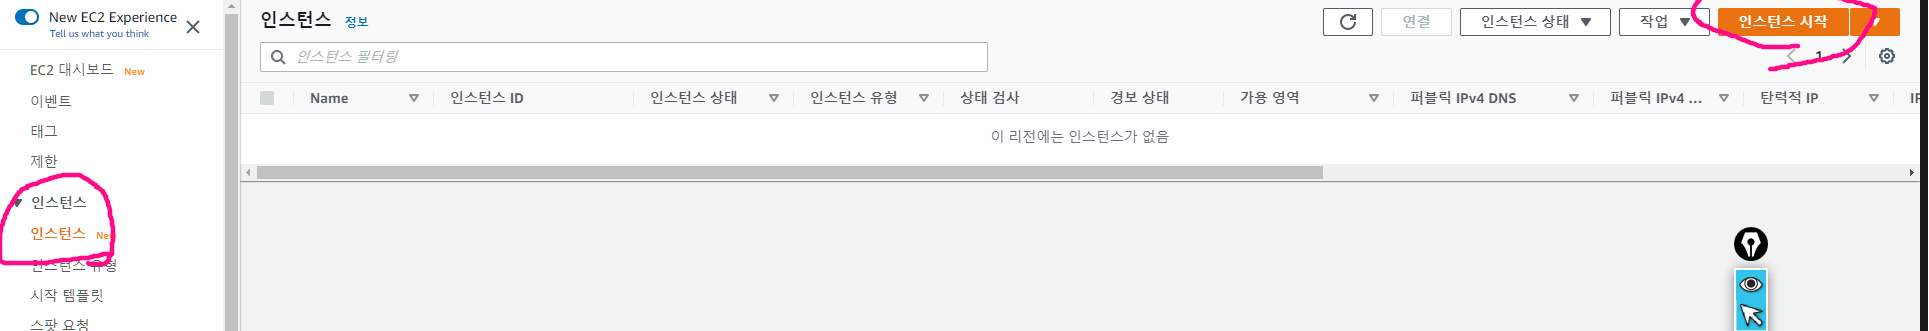 New EC2 Experience
Tell us what you think
EC2 대시보드 New
이벤트
태그
제한
인스턴스
인스턴스 New
인스턴스 유형
시작 템플릿
스팟 요청
인스턴스 정보
연결 인스턴스 상태 작업 인스턴스 시작
인스턴스 필터링
1
Name 인스턴스 ID 인스턴스 상태 인스턴스 유형 상태 검사 경보 상태 가용 영역 퍼블릭 IPv4 DNS 퍼블릭 IPv4 ... 탄력적 IP
이 리전에는 인스턴스가 없음